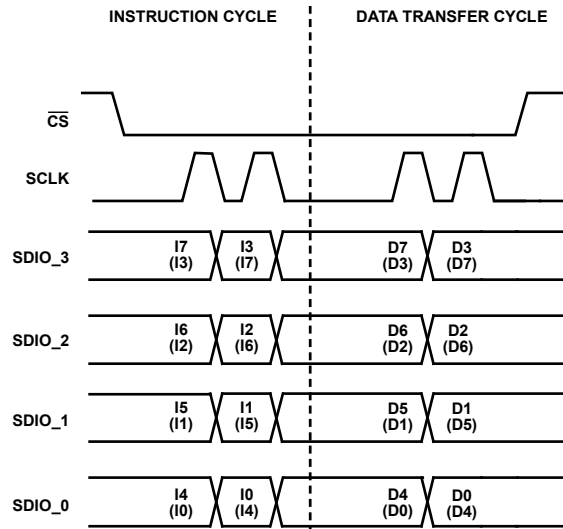 INSTRUCTION CYCLE DATA TRANSFER CYCLE
CS
SCLK
SDIO_3 I7 I3 D7 D3
(I3) (I7) (D3) (D7)
SDIO_2 I6 I2 D6 D2
(I2) (I6) (D2) (D6)
SDIO_1 I5 I1 D5 D1
(I1) (I5) (D1) (D5)
SDIO_0 I4 I0 D4 D0
(I0) (I4) (D0) (D4)